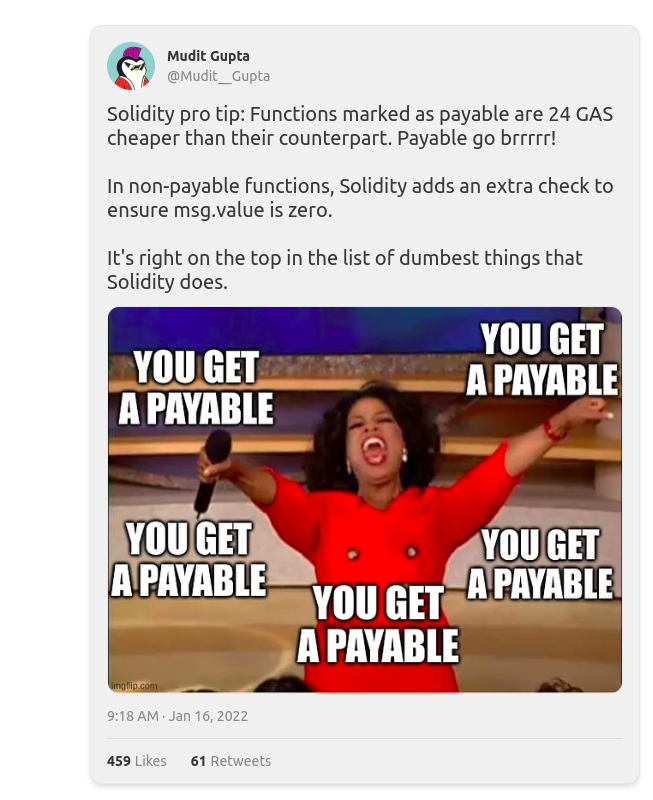 Mudit Gupta
@Mudit__Gupta
Solidity pro tip: Functions marked as payable are 24 GAS
cheaper than their counterpart. Payable go brrrrr!
In non-payable functions, Solidity adds an extra check to
ensure msg.value is zero.
It's right on the top in the list of dumbest things that
Solidity does.
YOU GET
A PAYABLE
YOU GET
A PAYABLE
YOU GET
A PAYABLE
YOU GET
A PAYABLE
YOU GET
A PAYABLE
imgflip.com
9:18 AM · Jan 16, 2022
459 Likes 61 Retweets